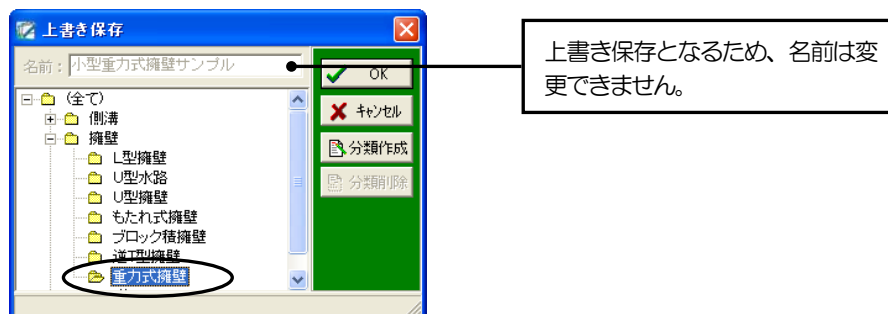 上書き保存
名前：小型重力式擁壁サンプル
OK
キャンセル
分類作成
分類削除
(全て)
側溝
擁壁
L型擁壁
U型水路
U型擁壁
もたれ式擁壁
ブロック積擁壁
逆T型擁壁
重力式擁壁
上書き保存となるため、名前は変
更できません。